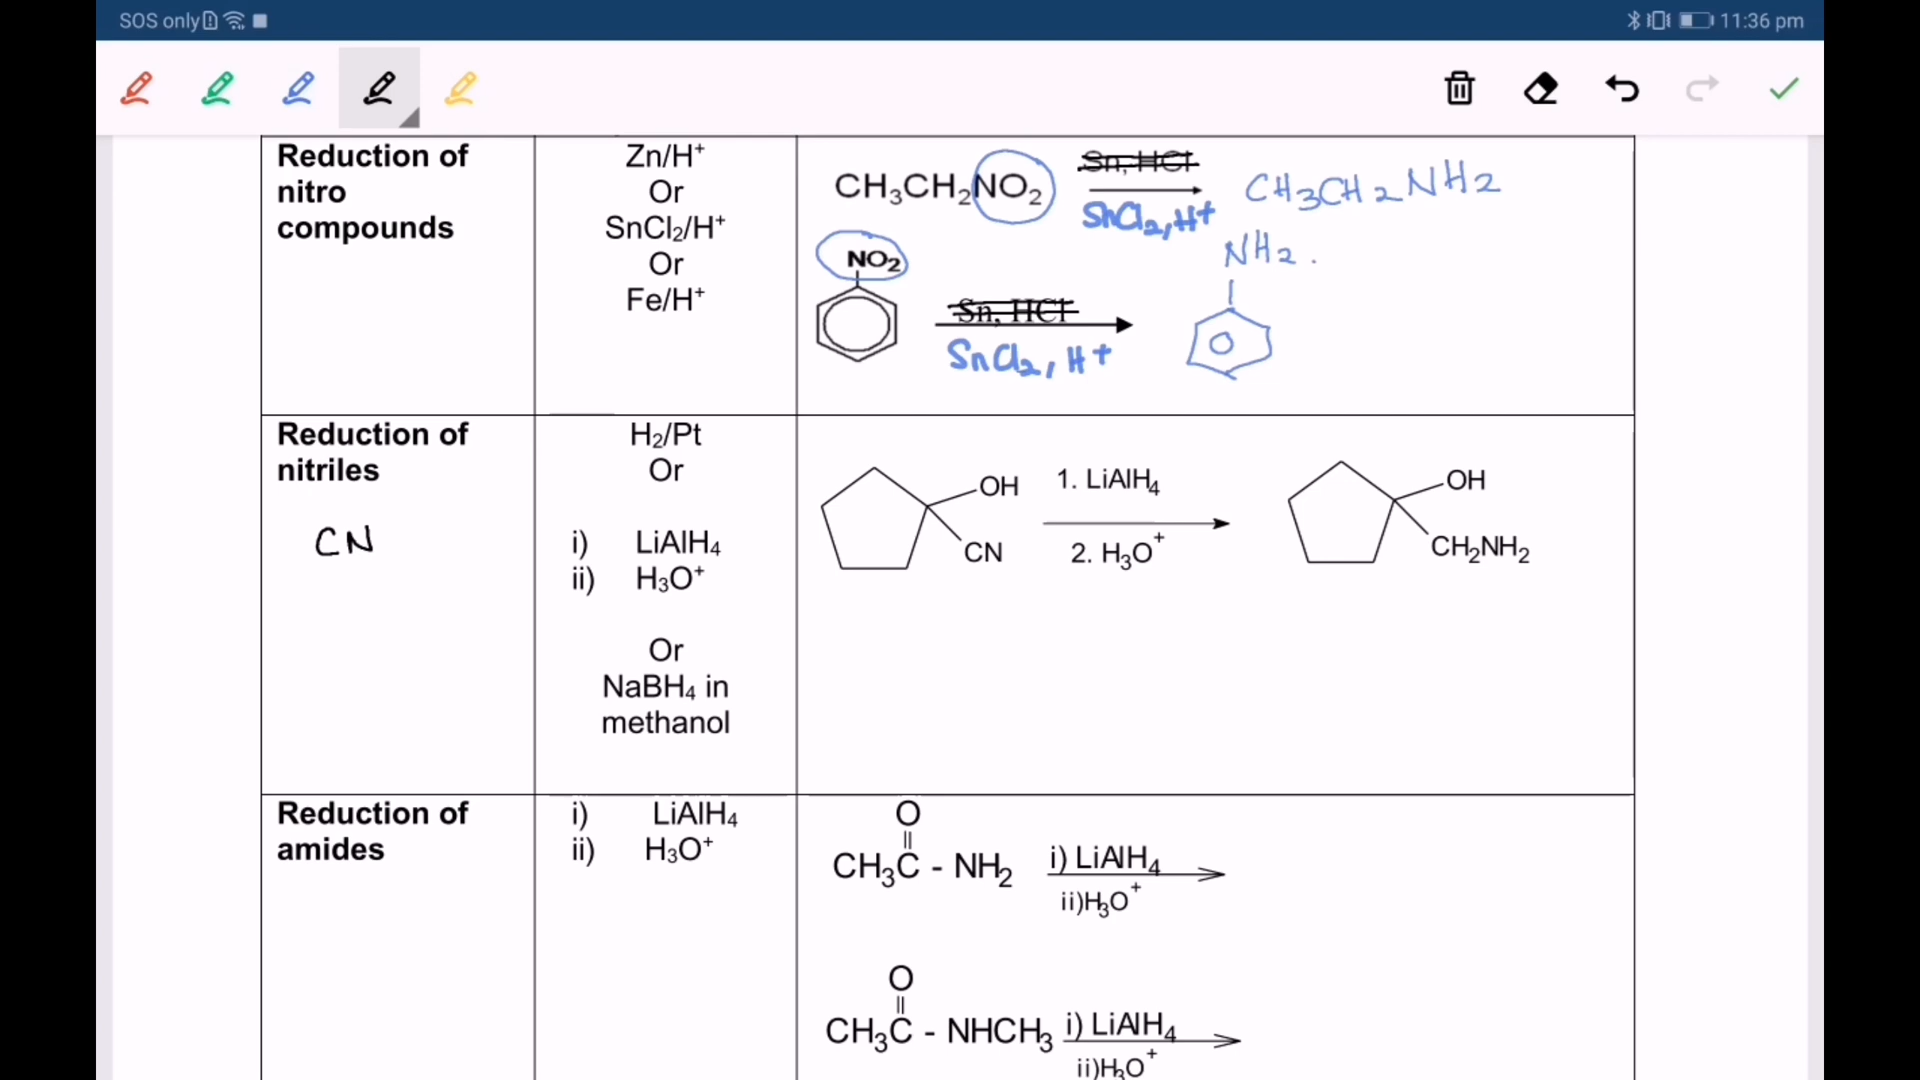 SOS only
11:36 pm
Reduction of
nitro
compounds
Zn/H⁺
Or
SnCl₂/H⁺
Or
Fe/H⁺
CH₃CH₂NO₂
Sn, HCl
SnCl₂, H⁺
CH₃CH₂NH₂
NO₂
Sn, HCl
SnCl₂, H⁺
NH₂.
Reduction of
nitriles
CN
H₂/Pt
Or
i) LiAlH₄
ii) H₃O⁺
Or
NaBH₄ in
methanol
OH
CN
1. LiAlH₄
2. H₃O⁺
OH
CH₂NH₂
Reduction of
amides
i) LiAlH₄
ii) H₃O⁺
O
CH₃C - NH₂
i) LiAlH₄
ii)H₃O⁺
O
CH₃C - NHCH₃
i) LiAlH₄
ii)H₃O⁺